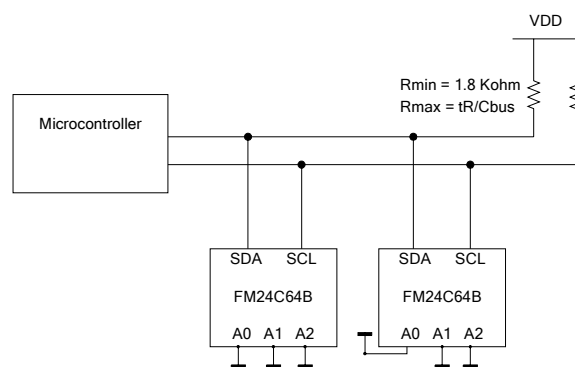 VDD
Rmin = 1.8 Kohm
Rmax = tR/Cbus
Microcontroller
SDA SCL SDA SCL
FM24C64B FM24C64B
A0 A1 A2 A0 A1 A2